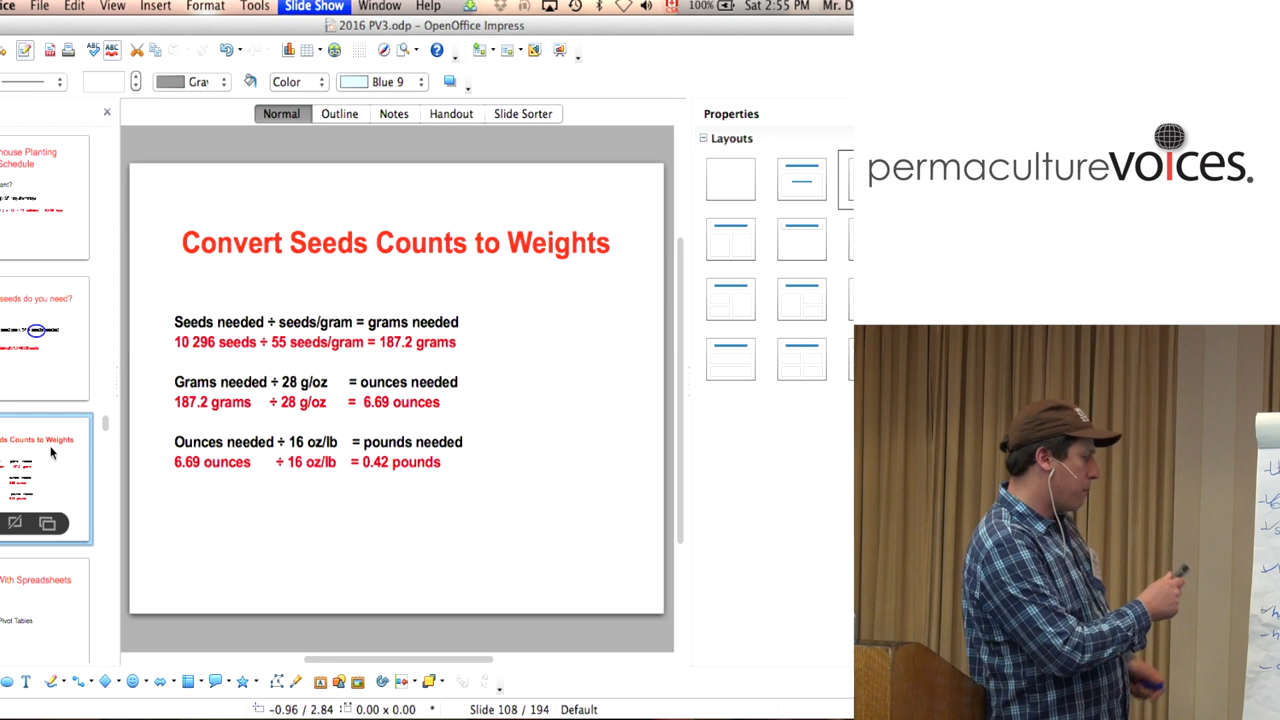 File Edit View Insert Format Tools Slide Show Window Help 100% Sat 2:55 PM Mr. D
2016 PV3.odp - OpenOffice Impress
Color Blue 9
Normal Outline Notes Handout Slide Sorter
Properties
Layouts
permaculturevoices.
Convert Seeds Counts to Weights
Seeds needed ÷ seeds/gram = grams needed
10 296 seeds ÷ 55 seeds/gram = 187.2 grams
Grams needed ÷ 28 g/oz = ounces needed
187.2 grams ÷ 28 g/oz = 6.69 ounces
Ounces needed ÷ 16 oz/lb = pounds needed
6.69 ounces ÷ 16 oz/lb = 0.42 pounds
Planting
Schedule
seeds do you need?
Counts to Weights
With Spreadsheets
Pivot Tables
-0.96 / 2.84 0.00 x 0.00 * Slide 108 / 194 Default